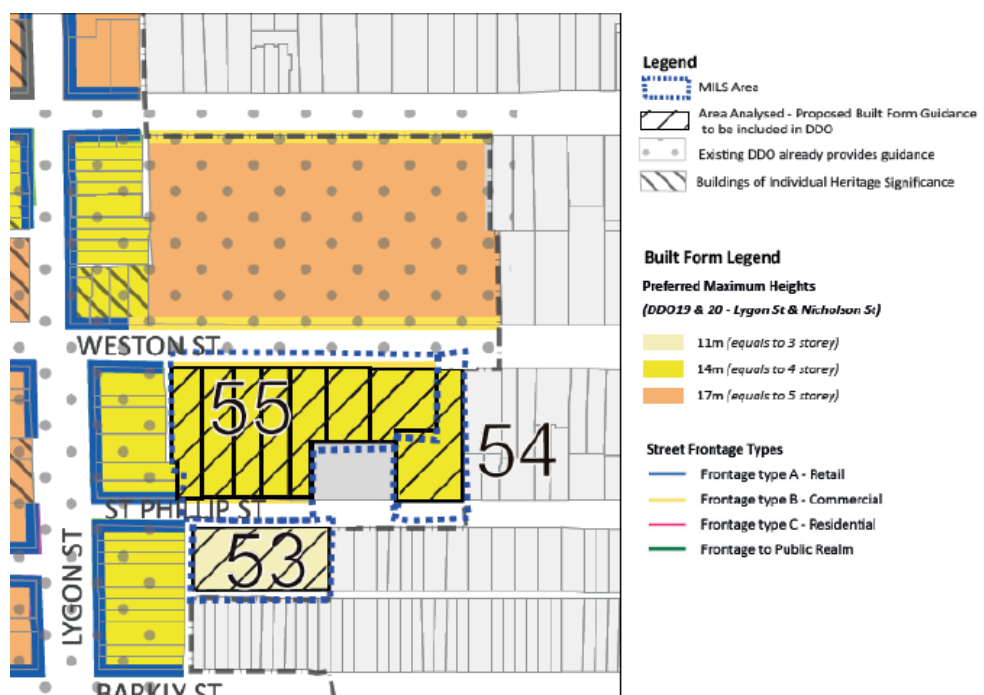 WESTON ST
55
54
ST PHILLIP ST
53
LYGON ST
BARKLY ST
Legend
MILS Area
Area Analysed - Proposed Built Form Guidance
to be included in DDO
Existing DDO already provides guidance
Buildings of Individual Heritage Significance
Built Form Legend
Preferred Maximum Heights
(DDO19 & 20 - Lygon St & Nicholson St)
11m (equals to 3 storey)
14m (equals to 4 storey)
17m (equals to 5 storey)
Street Frontage Types
Frontage type A - Retail
Frontage type B - Commercial
Frontage type C - Residential
Frontage to Public Realm